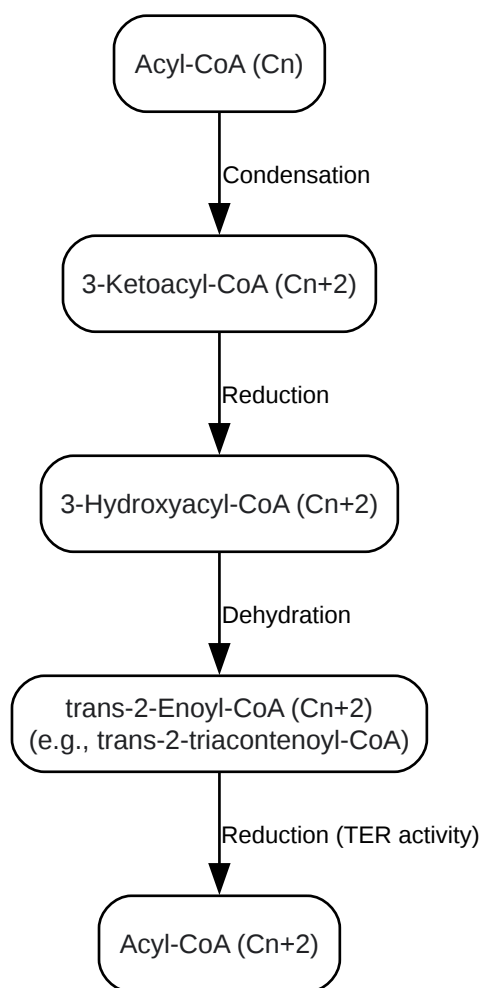 Acyl-CoA (Cn)
Condensation
3-Ketoacyl-CoA (Cn+2)
Reduction
3-Hydroxyacyl-CoA (Cn+2)
Dehydration
trans-2-Enoyl-CoA (Cn+2)
(e.g., trans-2-triacontenoyl-CoA)
Reduction (TER activity)
Acyl-CoA (Cn+2)